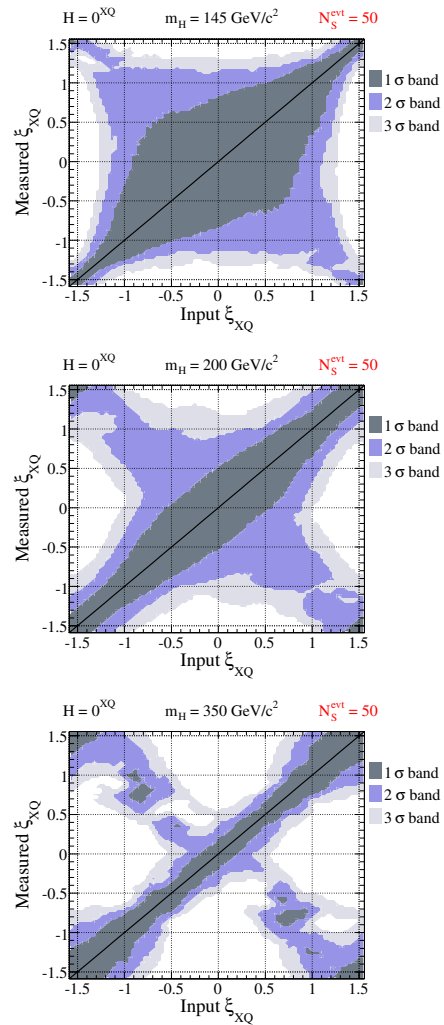 H = 0^XQ m_H = 145 GeV/c² N_S^evt = 50
Measured ξ_XQ
1.5
1
0.5
0
-0.5
-1
-1.5
-1.5 -1 -0.5 0 0.5 1 1.5
Input ξ_XQ
1 σ band
2 σ band
3 σ band
H = 0^XQ m_H = 200 GeV/c² N_S^evt = 50
Measured ξ_XQ
1.5
1
0.5
0
-0.5
-1
-1.5
-1.5 -1 -0.5 0 0.5 1 1.5
Input ξ_XQ
1 σ band
2 σ band
3 σ band
H = 0^XQ m_H = 350 GeV/c² N_S^evt = 50
Measured ξ_XQ
1.5
1
0.5
0
-0.5
-1
-1.5
-1.5 -1 -0.5 0 0.5 1 1.5
Input ξ_XQ
1 σ band
2 σ band
3 σ band